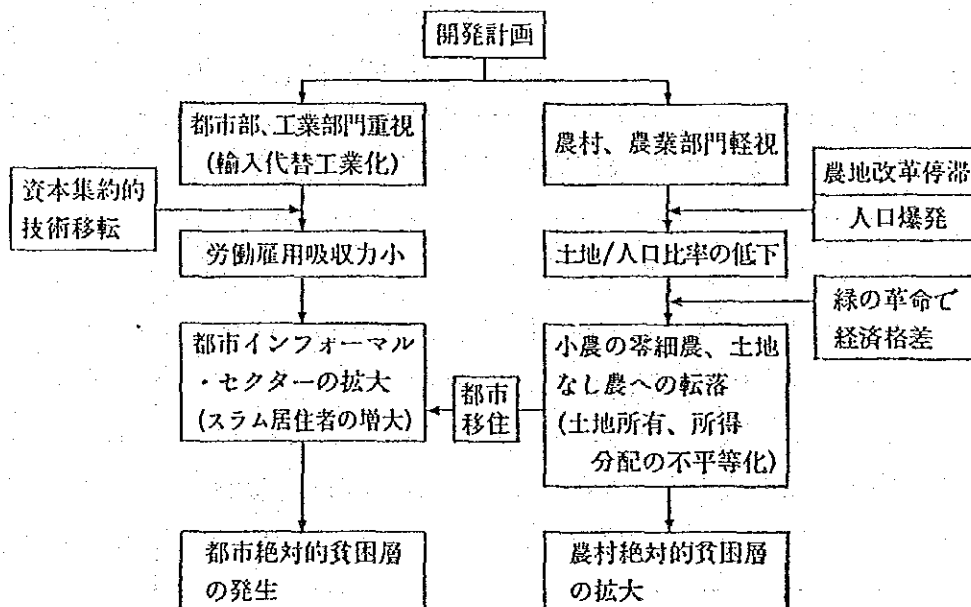 開発計画
都市部、工業部門重視
(輸入代替工業化)
農村、農業部門軽視
資本集約的
技術移転
農地改革停滞
人口爆発
労働雇用吸収力小
土地/人口比率の低下
緑の革命で
経済格差
都市インフォーマル
・セクターの拡大
(スラム居住者の増大)
都市
移住
小農の零細農、土地
なし農への転落
(土地所有、所得
分配の不平等化)
都市絶対的貧困層
の発生
農村絶対的貧困層
の拡大